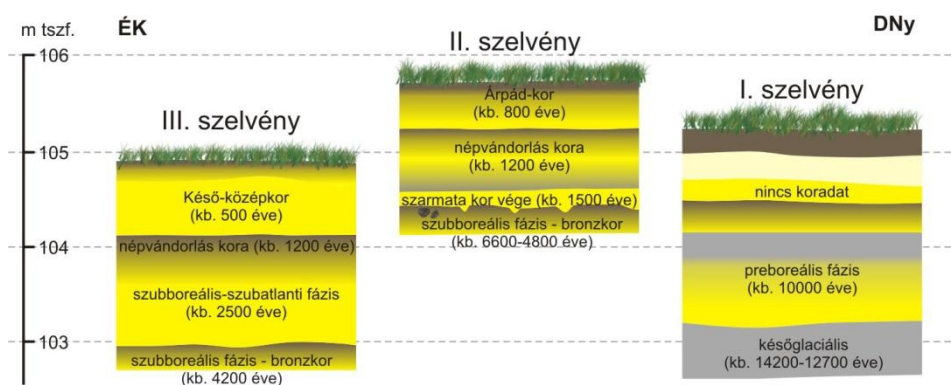 m tszf.
ÉK
DNy
106
105
104
103
III. szelvény
Késő-középkor
(kb. 500 éve)
népvándorlás kora (kb. 1200 éve)
szubboreális-szubatlanti fázis
(kb. 2500 éve)
szubboreális fázis - bronzkor
(kb. 4200 éve)
II. szelvény
Árpád-kor
(kb. 800 éve)
népvándorlás kora
(kb. 1200 éve)
szarmata kor vége (kb. 1500 éve)
szubboreális fázis - bronzkor
(kb. 6600-4800 éve)
I. szelvény
nincs koradat
preboreális fázis
(kb. 10000 éve)
későglaciális
(kb. 14200-12700 éve)